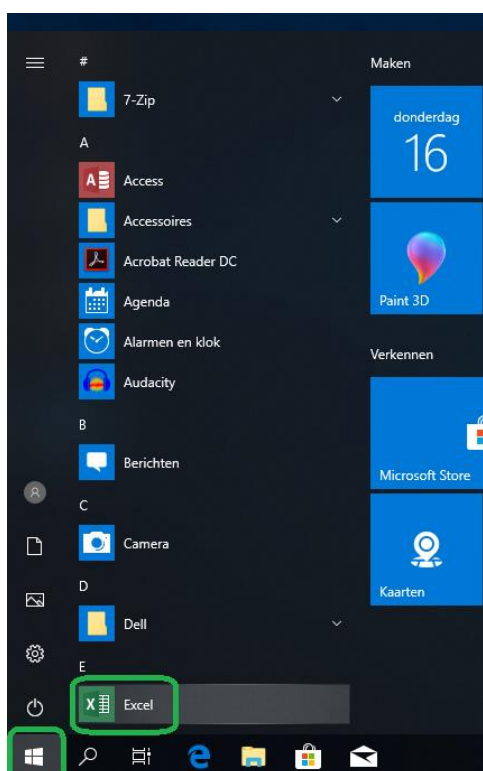 #
7-Zip
A
Access
Accessoires
Acrobat Reader DC
Agenda
Alarmen en klok
Audacity
B
Berichten
C
Camera
D
Dell
E
Excel
Maken
donderdag
16
Paint 3D
Verkennen
Microsoft Store
Kaarten